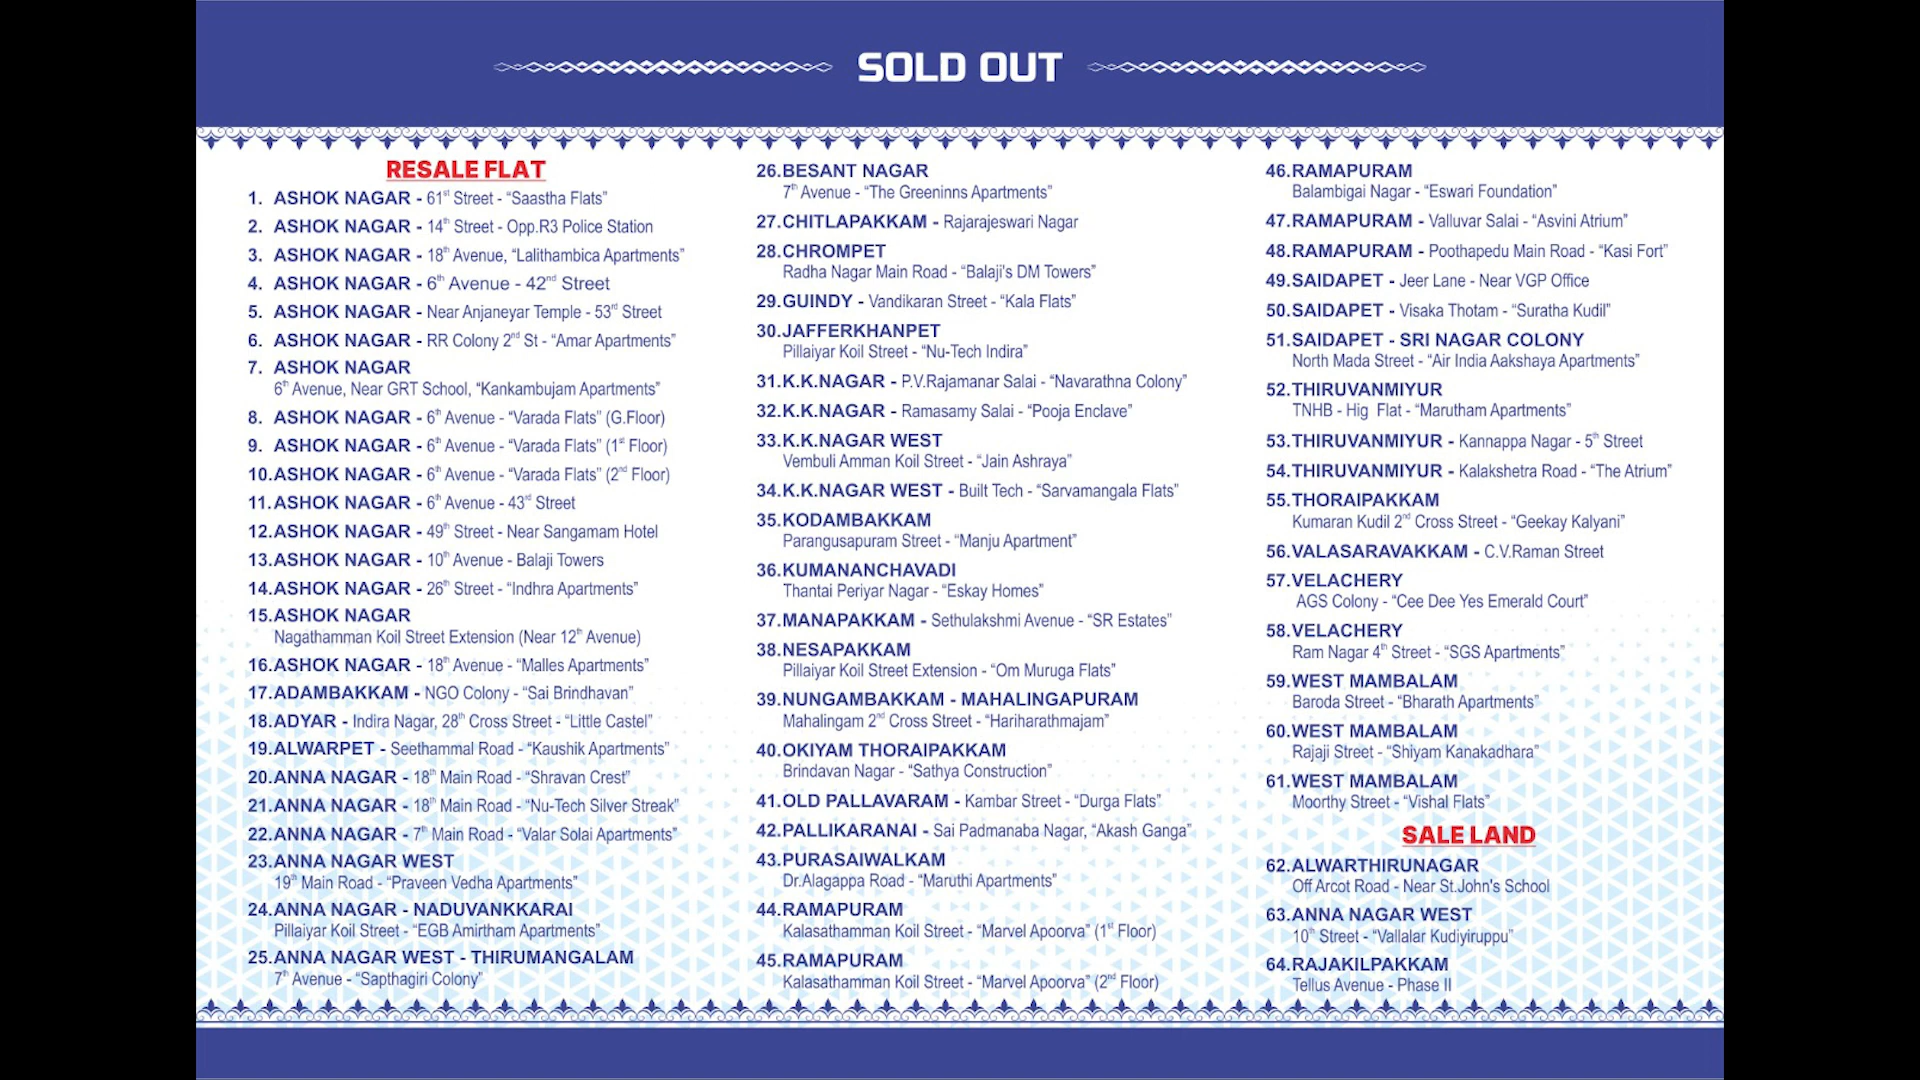 SOLD OUT
RESALE FLAT
1. ASHOK NAGAR - 61st Street - “Saastha Flats”
2. ASHOK NAGAR - 14th Street - Opp.R3 Police Station
3. ASHOK NAGAR - 18th Avenue, “Lalithambica Apartments”
4. ASHOK NAGAR - 6th Avenue - 42nd Street
5. ASHOK NAGAR - Near Anjaneyar Temple - 53rd Street
6. ASHOK NAGAR - RR Colony 2nd St - “Amar Apartments”
7. ASHOK NAGAR
6th Avenue, Near GRT School, “Kankambujam Apartments”
8. ASHOK NAGAR - 6th Avenue - “Varada Flats” (G.Floor)
9. ASHOK NAGAR - 6th Avenue - “Varada Flats” (1st Floor)
10.ASHOK NAGAR - 6th Avenue - “Varada Flats” (2nd Floor)
11.ASHOK NAGAR - 6th Avenue - 43rd Street
12.ASHOK NAGAR - 49th Street - Near Sangamam Hotel
13.ASHOK NAGAR - 10th Avenue - Balaji Towers
14.ASHOK NAGAR - 26th Street - “Indhra Apartments”
15.ASHOK NAGAR
Nagathamman Koil Street Extension (Near 12th Avenue)
16.ASHOK NAGAR - 18th Avenue - “Malles Apartments”
17.ADAMBAKKAM - NGO Colony - “Sai Brindhavan”
18.ADYAR - Indira Nagar, 28th Cross Street - “Little Castel”
19.ALWARPET - Seethammal Road - “Kaushik Apartments”
20.ANNA NAGAR - 18th Main Road - “Shravan Crest”
21.ANNA NAGAR - 18th Main Road - “Nu-Tech Silver Streak”
22.ANNA NAGAR - 7th Main Road - “Valar Solai Apartments”
23.ANNA NAGAR WEST
19th Main Road - “Praveen Vedha Apartments”
24.ANNA NAGAR - NADUVANKKARAI
Pillaiyar Koil Street - “EGB Amirtham Apartments”
25.ANNA NAGAR WEST - THIRUMANGALAM
7th Avenue - “Sapthagiri Colony”
26.BESANT NAGAR
7th Avenue - “The Greeninns Apartments”
27.CHITLAPAKKAM - Rajarajeswari Nagar
28.CHROMPET
Radha Nagar Main Road - “Balaji's DM Towers”
29.GUINDY - Vandikaran Street - “Kala Flats”
30.JAFFERKHANPET
Pillaiyar Koil Street - “Nu-Tech Indira”
31.K.K.NAGAR - P.V.Rajamanar Salai - “Navarathna Colony”
32.K.K.NAGAR - Ramasamy Salai - “Pooja Enclave”
33.K.K.NAGAR WEST
Vembuli Amman Koil Street - “Jain Ashraya”
34.K.K.NAGAR WEST - Built Tech - “Sarvamangala Flats”
35.KODAMBAKKAM
Parangusapuram Street - “Manju Apartment”
36.KUMANANCHAVADI
Thantai Periyar Nagar - “Eskay Homes”
37.MANAPAKKAM - Sethulakshmi Avenue - “SR Estates”
38.NESAPAKKAM
Pillaiyar Koil Street Extension - “Om Muruga Flats”
39.NUNGAMBAKKAM - MAHALINGAPURAM
Mahalingam 2nd Cross Street - “Hariharathmajam”
40.OKIYAM THORAIPAKKAM
Brindavan Nagar - “Sathya Construction”
41.OLD PALLAVARAM - Kambar Street - “Durga Flats”
42.PALLIKARANAI - Sai Padmanaba Nagar, “Akash Ganga”
43.PURASAIWALKAM
Dr.Alagappa Road - “Maruthi Apartments”
44.RAMAPURAM
Kalasathamman Koil Street - “Marvel Apoorva” (1st Floor)
45.RAMAPURAM
Kalasathamman Koil Street - “Marvel Apoorva” (2nd Floor)
46.RAMAPURAM
Balambigai Nagar - “Eswari Foundation”
47.RAMAPURAM - Valluvar Salai - “Asvini Atrium”
48.RAMAPURAM - Poothapedu Main Road - “Kasi Fort”
49.SAIDAPET - Jeer Lane - Near VGP Office
50.SAIDAPET - Visaka Thotam - “Suratha Kudil”
51.SAIDAPET - SRI NAGAR COLONY
North Mada Street - “Air India Aakshaya Apartments”
52.THIRUVANMIYUR
TNHB - Hig Flat - “Marutham Apartments”
53.THIRUVANMIYUR - Kannappa Nagar - 5th Street
54.THIRUVANMIYUR - Kalakshetra Road - “The Atrium”
55.THORAIPAKKAM
Kumaran Kudil 2nd Cross Street - “Geekay Kalyani”
56.VALASARAVAKKAM - C.V.Raman Street
57.VELACHERY
AGS Colony - “Cee Dee Yes Emerald Court”
58.VELACHERY
Ram Nagar 4th Street - “SGS Apartments”
59.WEST MAMBALAM
Baroda Street - “Bharath Apartments”
60.WEST MAMBALAM
Rajaji Street - “Shiyam Kanakadhara”
61.WEST MAMBALAM
Moorthy Street - “Vishal Flats”
SALE LAND
62.ALWARTHIRUNAGAR
Off Arcot Road - Near St.John's School
63.ANNA NAGAR WEST
10th Street - “Vallalar Kudiyiruppu”
64.RAJAKILPAKKAM
Tellus Avenue - Phase II